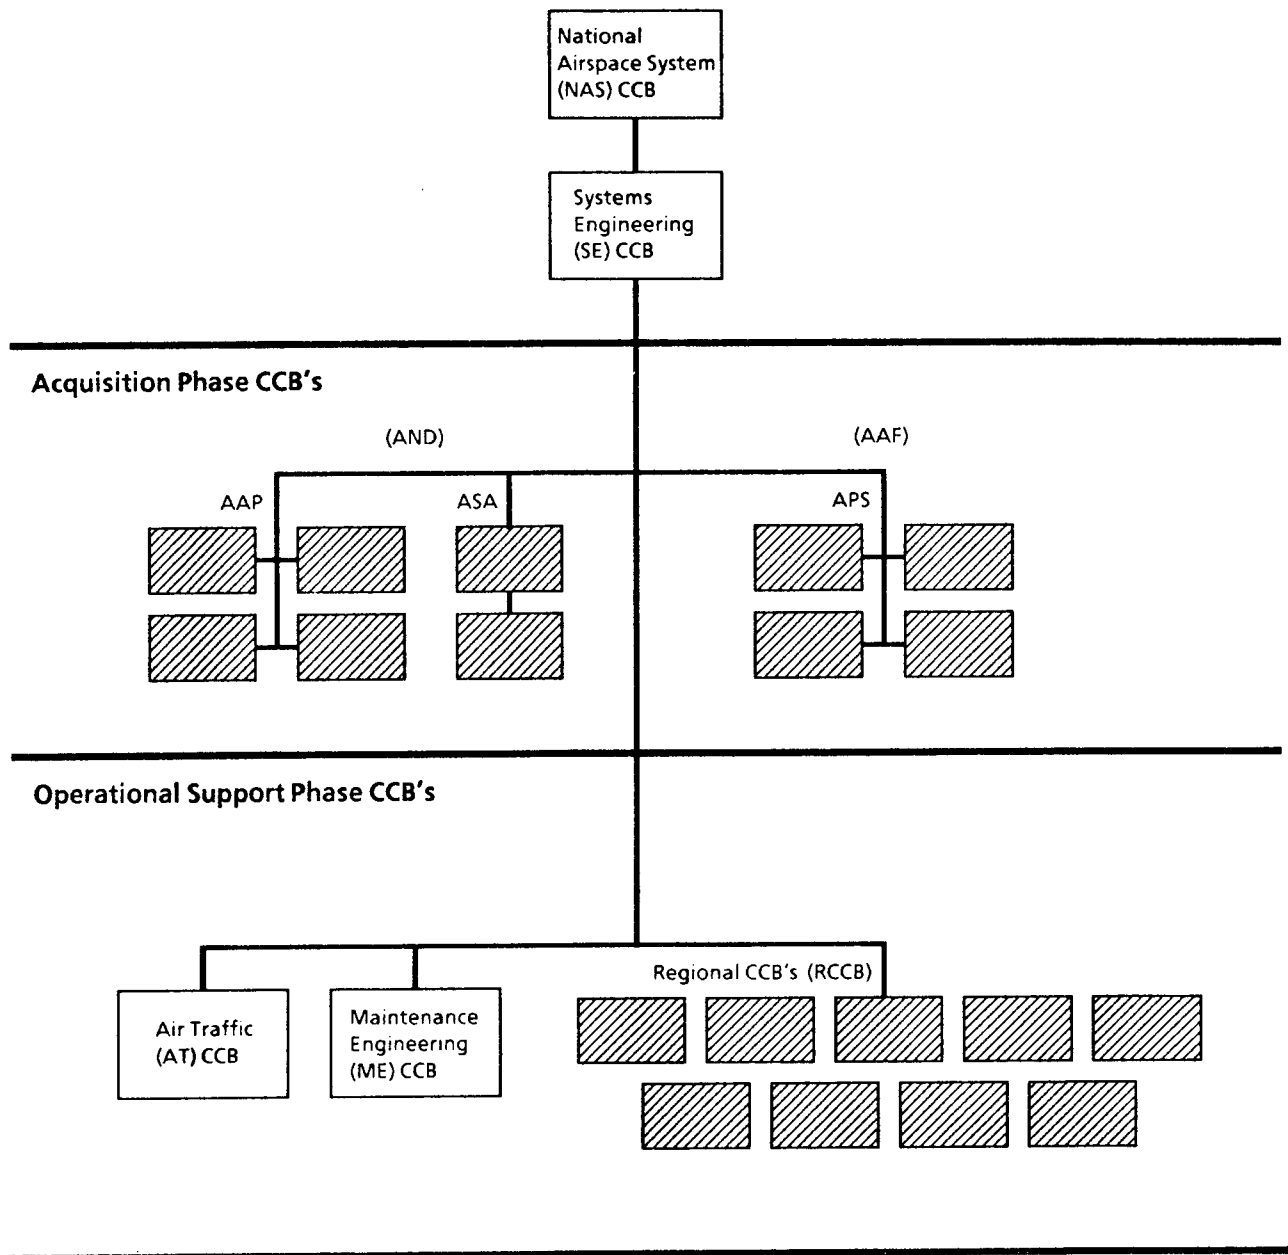 National
Airspace System
(NAS) CCB
Systems
Engineering
(SE) CCB
Acquisition Phase CCB's
(AND)
(AAF)
AAP
ASA
APS
Operational Support Phase CCB's
Regional CCB's (RCCB)
Air Traffic
(AT) CCB
Maintenance
Engineering
(ME) CCB